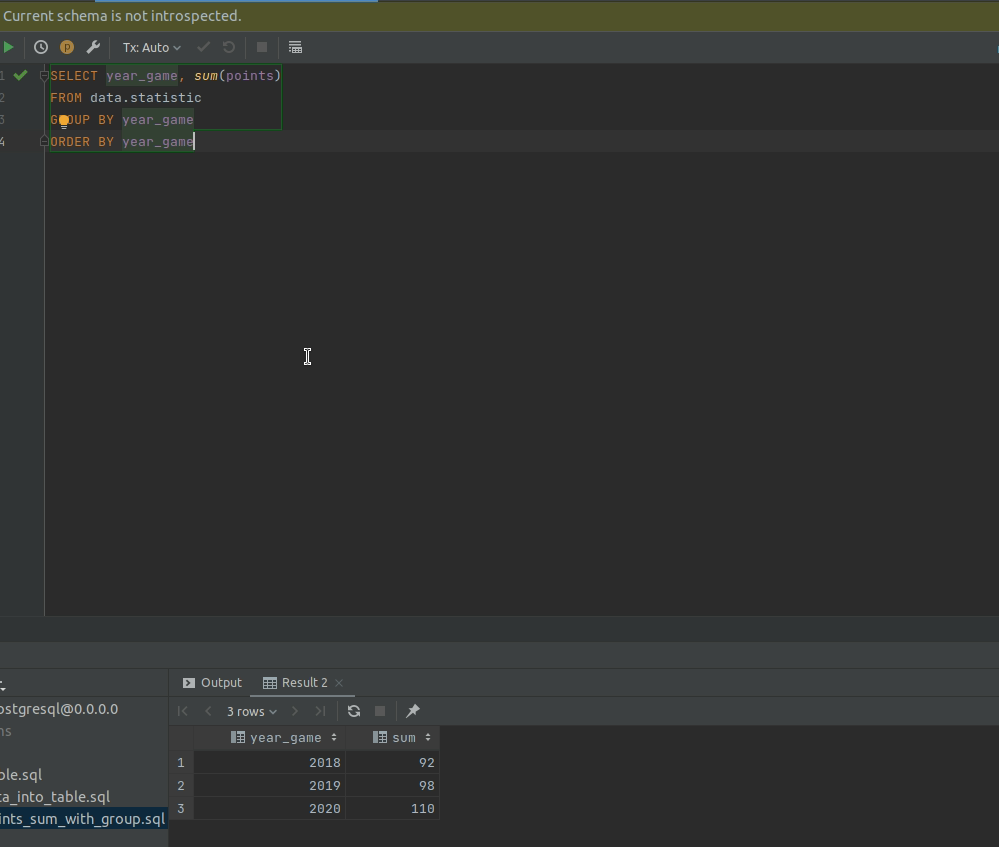 Current schema is not introspected.
Tx: Auto
1 SELECT year_game, sum(points)
2 FROM data.statistic
3 GROUP BY year_game
4 ORDER BY year_game
Output Result 2
ostgresql@0.0.0.0
3 rows
ns
year_game sum
1 2018 92
ble.sql
2 2019 98
ta_into_table.sql
3 2020 110
ints_sum_with_group.sql